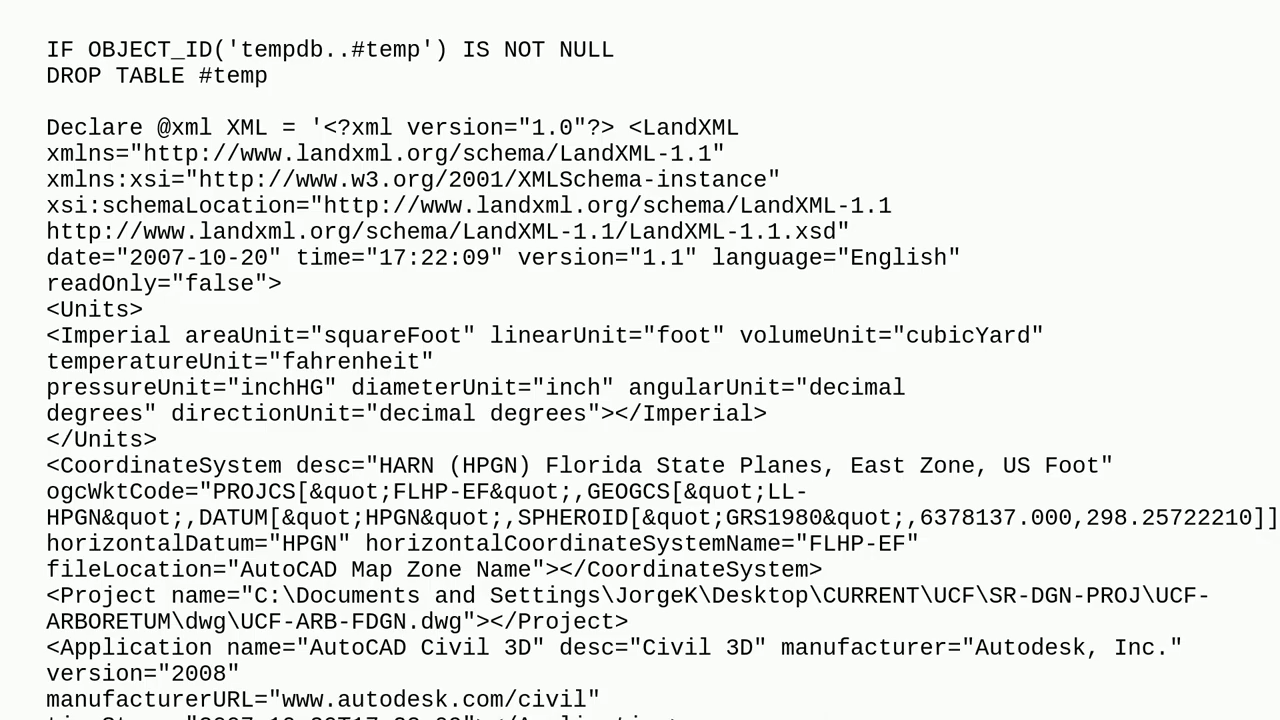 IF OBJECT_ID('tempdb..#temp') IS NOT NULL
DROP TABLE #temp
Declare @xml XML = '<?xml version="1.0"?> <LandXML
xmlns="http://www.landxml.org/schema/LandXML-1.1"
xmlns:xsi="http://www.w3.org/2001/XMLSchema-instance"
xsi:schemaLocation="http://www.landxml.org/schema/LandXML-1.1
http://www.landxml.org/schema/LandXML-1.1/LandXML-1.1.xsd"
date="2007-10-20" time="17:22:09" version="1.1" language="English"
readOnly="false">
<Units>
<Imperial areaUnit="squareFoot" linearUnit="foot" volumeUnit="cubicYard"
temperatureUnit="fahrenheit"
pressureUnit="inchHG" diameterUnit="inch" angularUnit="decimal
degrees" directionUnit="decimal degrees"></Imperial>
</Units>
<CoordinateSystem desc="HARN (HPGN) Florida State Planes, East Zone, US Foot"
ogcWktCode="PROJCS[&quot;FLHP-EF&quot;,GEOGCS[&quot;LL-
HPGN&quot;,DATUM[&quot;HPGN&quot;,SPHEROID[&quot;GRS1980&quot;,6378137.000,298.25722210]]
horizontalDatum="HPGN" horizontalCoordinateSystemName="FLHP-EF"
fileLocation="AutoCAD Map Zone Name"></CoordinateSystem>
<Project name="C:\Documents and Settings\JorgeK\Desktop\CURRENT\UCF\SR-DGN-PROJ\UCF-
ARBORETUM\dwg\UCF-ARB-FDGN.dwg"></Project>
<Application name="AutoCAD Civil 3D" desc="Civil 3D" manufacturer="Autodesk, Inc."
version="2008"
manufacturerURL="www.autodesk.com/civil"